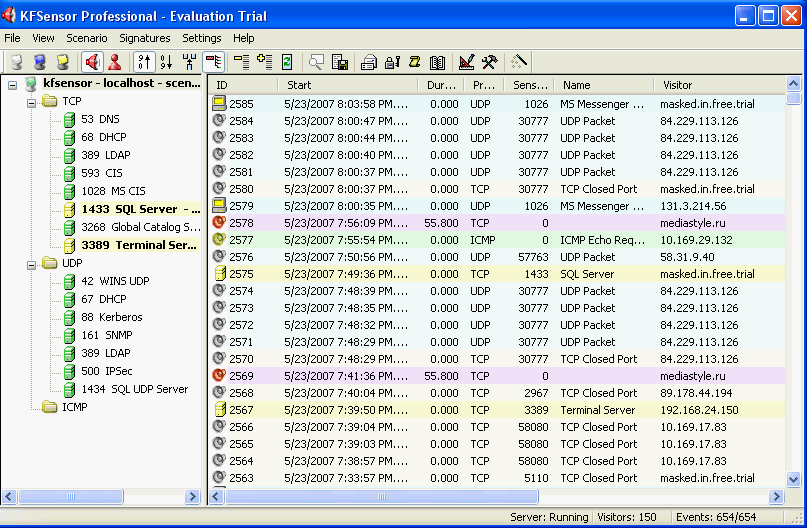 KFSensor Professional - Evaluation Trial
File View Scenario Signatures Settings Help
kfsensor - localhost - scen...
TCP
53 DNS
68 DHCP
389 LDAP
593 CIS
1028 MS CIS
1433 SQL Server - ...
3268 Global Catalog S...
3389 Terminal Ser...
UDP
42 WINS UDP
67 DHCP
88 Kerberos
161 SNMP
389 LDAP
500 IPSec
1434 SQL UDP Server
ICMP
ID Start Dur... Pr... Sens... Name Visitor
2585 5/23/2007 8:03:58 PM.... 0.000 UDP 1026 MS Messenger ... masked.in.free.trial
2584 5/23/2007 8:00:47 PM.... 0.000 UDP 30777 UDP Packet 84.229.113.126
2583 5/23/2007 8:00:44 PM.... 0.000 UDP 30777 UDP Packet 84.229.113.126
2582 5/23/2007 8:00:40 PM.... 0.000 UDP 30777 UDP Packet 84.229.113.126
2581 5/23/2007 8:00:37 PM.... 0.000 UDP 30777 UDP Packet 84.229.113.126
2580 5/23/2007 8:00:37 PM.... 0.000 TCP 30777 TCP Closed Port masked.in.free.trial
2579 5/23/2007 8:00:35 PM.... 0.000 UDP 1026 MS Messenger ... 131.3.214.56
2578 5/23/2007 7:56:09 PM.... 55.800 TCP 0 mediastyle.ru
2577 5/23/2007 7:55:54 PM.... 0.000 ICMP 0 ICMP Echo Req... 10.169.29.132
2576 5/23/2007 7:50:56 PM.... 0.000 UDP 57763 UDP Packet 58.31.9.40
2575 5/23/2007 7:49:36 PM.... 0.000 TCP 1433 SQL Server masked.in.free.trial
2574 5/23/2007 7:48:39 PM.... 0.000 UDP 30777 UDP Packet 84.229.113.126
2573 5/23/2007 7:48:35 PM.... 0.000 UDP 30777 UDP Packet 84.229.113.126
2572 5/23/2007 7:48:32 PM.... 0.000 UDP 30777 UDP Packet 84.229.113.126
2571 5/23/2007 7:48:29 PM.... 0.000 UDP 30777 UDP Packet 84.229.113.126
2570 5/23/2007 7:48:29 PM.... 0.000 TCP 30777 TCP Closed Port 84.229.113.126
2569 5/23/2007 7:41:36 PM.... 55.800 TCP 0 mediastyle.ru
2568 5/23/2007 7:40:04 PM.... 0.000 TCP 2967 TCP Closed Port 89.178.44.194
2567 5/23/2007 7:39:50 PM.... 0.000 TCP 3389 Terminal Server 192.168.24.150
2566 5/23/2007 7:39:04 PM.... 0.000 TCP 58080 TCP Closed Port 10.169.17.83
2565 5/23/2007 7:39:03 PM.... 0.000 TCP 58080 TCP Closed Port 10.169.17.83
2564 5/23/2007 7:38:57 PM.... 0.000 TCP 58080 TCP Closed Port 10.169.17.83
2563 5/23/2007 7:33:57 PM.... 0.000 TCP 5110 TCP Closed Port masked.in.free.trial
Server: Running Visitors: 150 Events: 654/654